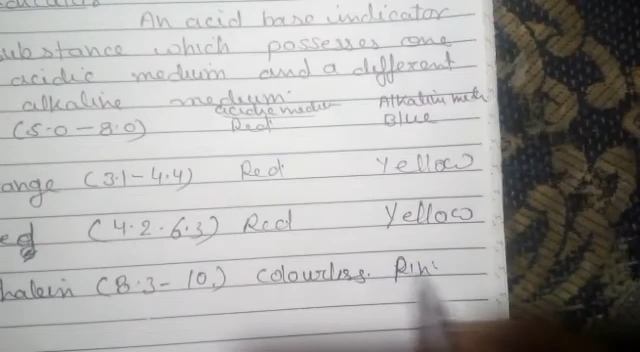 An acid base indicator
substance which possesses one
acidic medium and a different
alkaline medium.
acidic medium Alkaline
(5.0-8.0) Red Blue
ange (3.1-4.4) Red Yellow
ed (4.2-6.3) Red Yellow
halein (8.3-10.) colourless. Pin